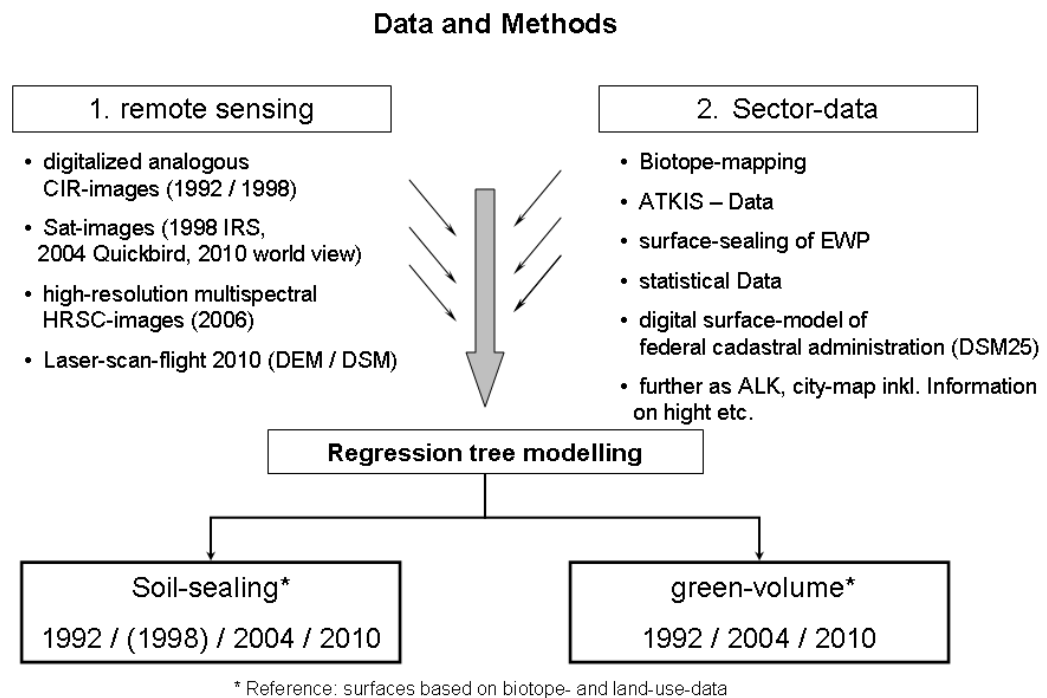 Data and Methods
1. remote sensing
• digitalized analogous
CIR-images (1992 / 1998)
• Sat-images (1998 IRS,
2004 Quickbird, 2010 world view)
• high-resolution multispectral
HRSC-images (2006)
• Laser-scan-flight 2010 (DEM / DSM)
2. Sector-data
• Biotope-mapping
• ATKIS – Data
• surface-sealing of EWP
• statistical Data
• digital surface-model of
federal cadastral administration (DSM25)
• further as ALK, city-map inkl. Information
on hight etc.
Regression tree modelling
Soil-sealing*
1992 / (1998) / 2004 / 2010
green-volume*
1992 / 2004 / 2010
* Reference: surfaces based on biotope- and land-use-data